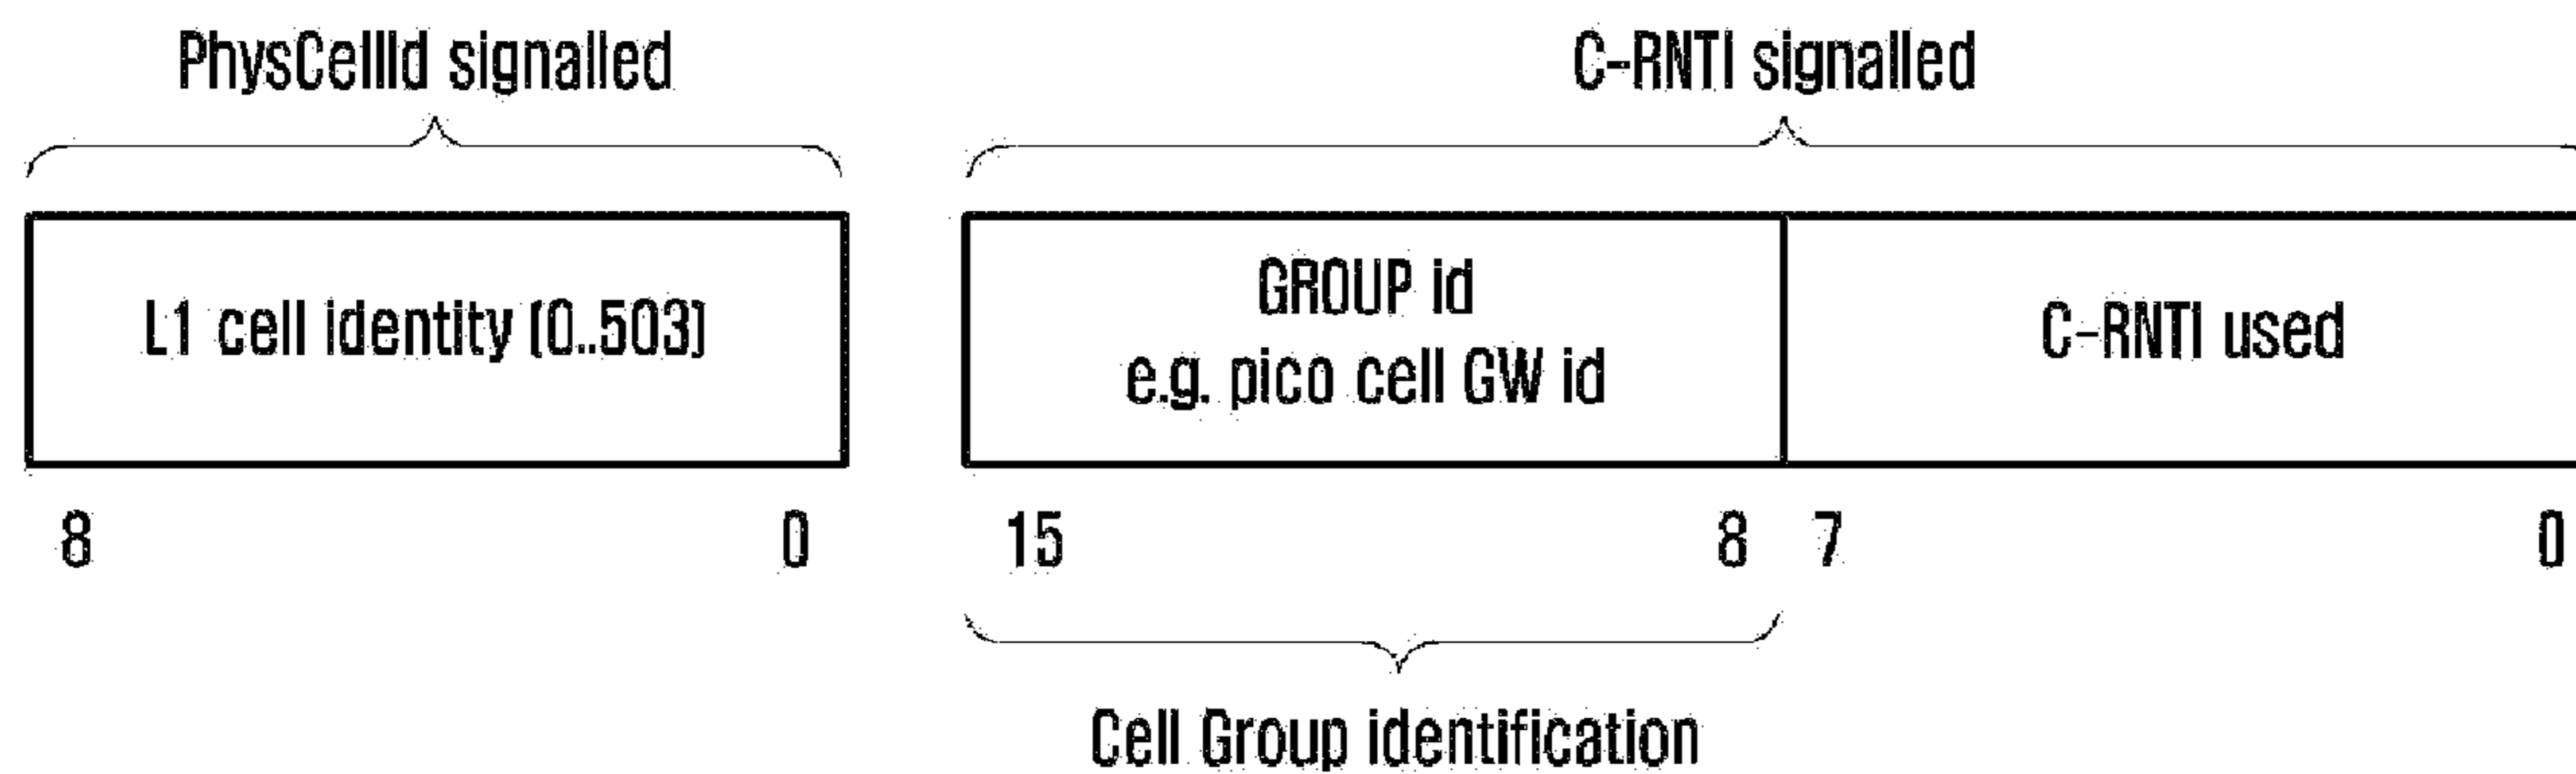 PhysCellId signalled
C-RNTI signalled
L1 cell identity (0..503)
GROUP id
e.g. pico cell GW id
C-RNTI used
8 0 15 8 7 0
Cell Group identification